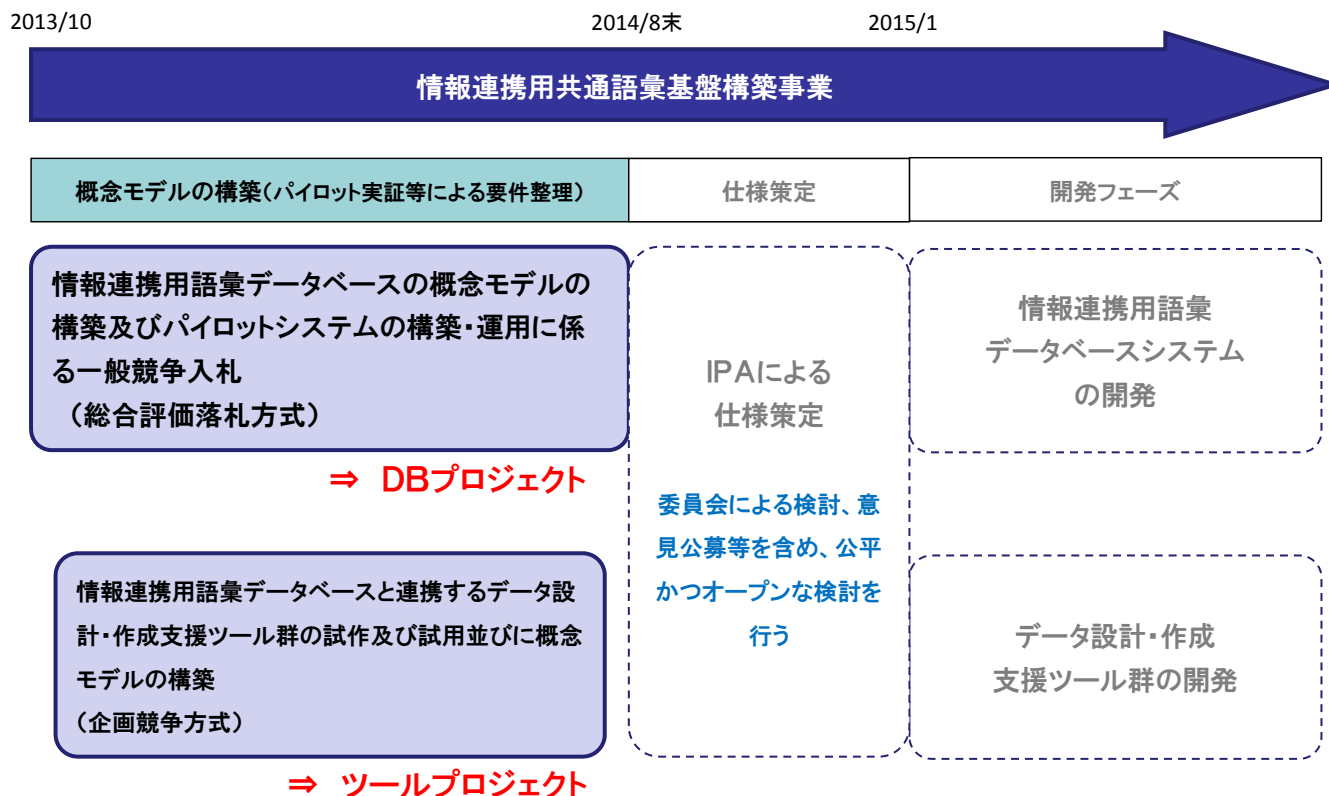 2013/10
2014/8末
2015/1
情報連携用共通語彙基盤構築事業
概念モデルの構築(パイロット実証等による要件整理)
仕様策定
開発フェーズ
情報連携用語彙データベースの概念モデルの
構築及びパイロットシステムの構築・運用に係
る一般競争入札
(総合評価落札方式)
⇒ DBプロジェクト
情報連携用語彙データベースと連携するデータ設
計・作成支援ツール群の試作及び試用並びに概念
モデルの構築
(企画競争方式)
⇒ ツールプロジェクト
IPAによる
仕様策定
委員会による検討、意
見公募等を含め、公平
かつオープンな検討を
行う
情報連携用語彙
データベースシステム
の開発
データ設計・作成
支援ツール群の開発